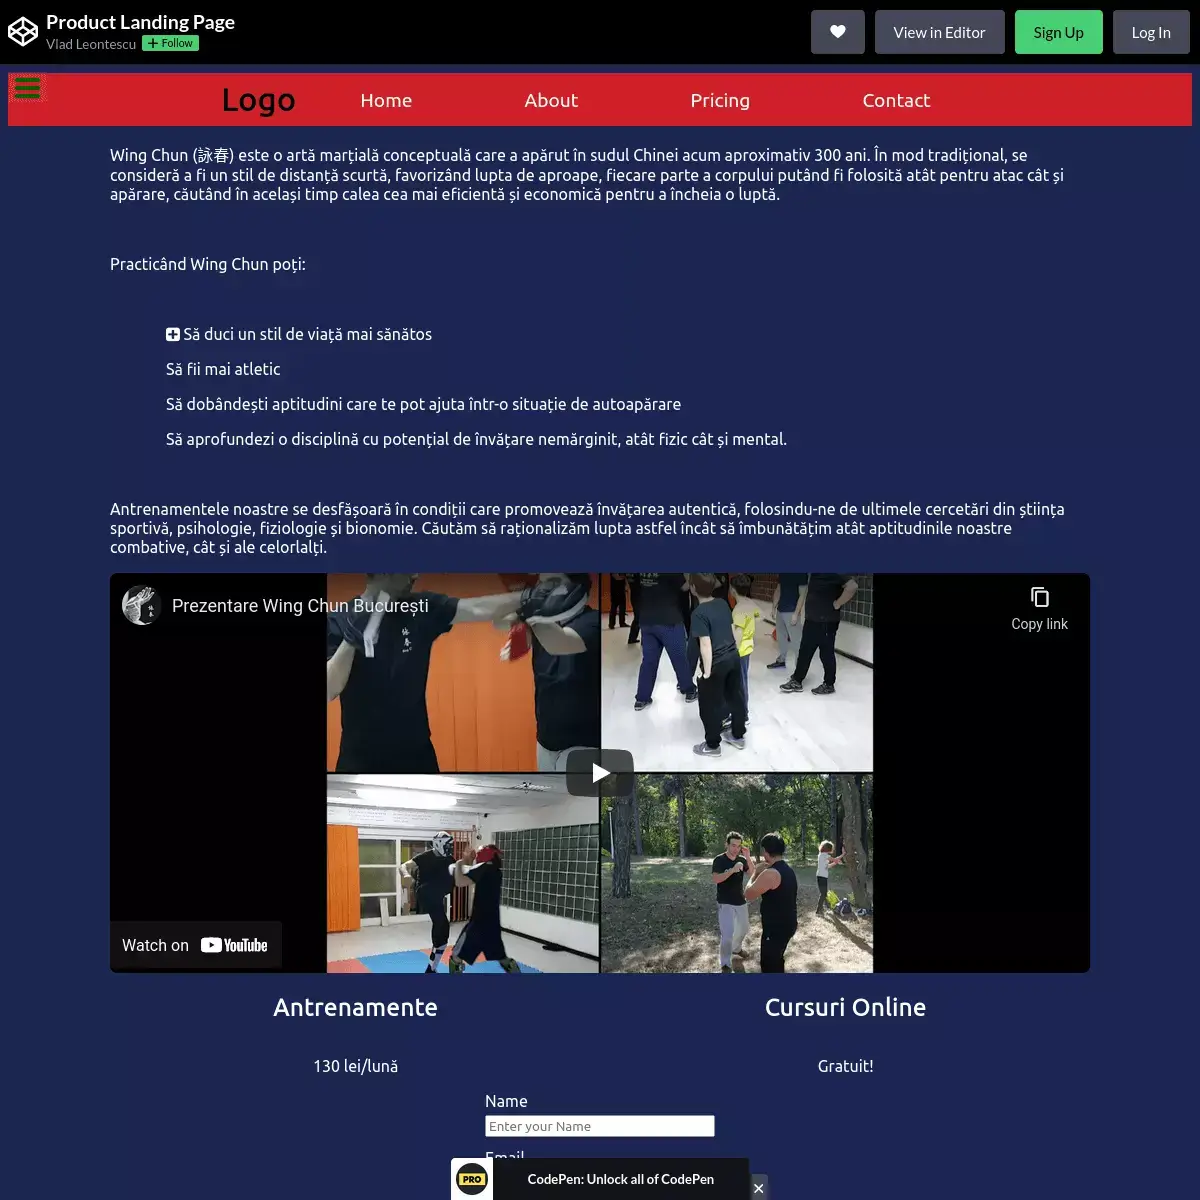 Product Landing Page
Vlad Leontescu
+ Follow
View in Editor
Sign Up
Log In
Logo
Home
About
Pricing
Contact
Wing Chun (詠春) este o artă marțială conceptuală care a apărut în sudul Chinei acum aproximativ 300 ani. În mod tradițional, se
consideră a fi un stil de distanță scurtă, favorizând lupta de aproape, fiecare parte a corpului putând fi folosită atât pentru atac cât și
apărare, căutând în același timp calea cea mai eficientă și economică pentru a încheia o luptă.
Practicând Wing Chun poți:
Să duci un stil de viață mai sănătos
Să fii mai atletic
Să dobândești aptitudini care te pot ajuta într-o situație de autoapărare
Să aprofundezi o disciplină cu potențial de învățare nemărginit, atât fizic cât și mental.
Antrenamentele noastre se desfășoară în condiții care promovează învățarea autentică, folosindu-ne de ultimele cercetări din știința
sportivă, psihologie, fiziologie și bionomie. Căutăm să raționalizăm lupta astfel încât să îmbunătățim atât aptitudinile noastre
combative, cât și ale celorlalți.
Prezentare Wing Chun București
Copy link
Watch on YouTube
Antrenamente
Cursuri Online
130 lei/lună
Gratuit!
Name
Enter your Name
Email
PRO
CodePen: Unlock all of CodePen